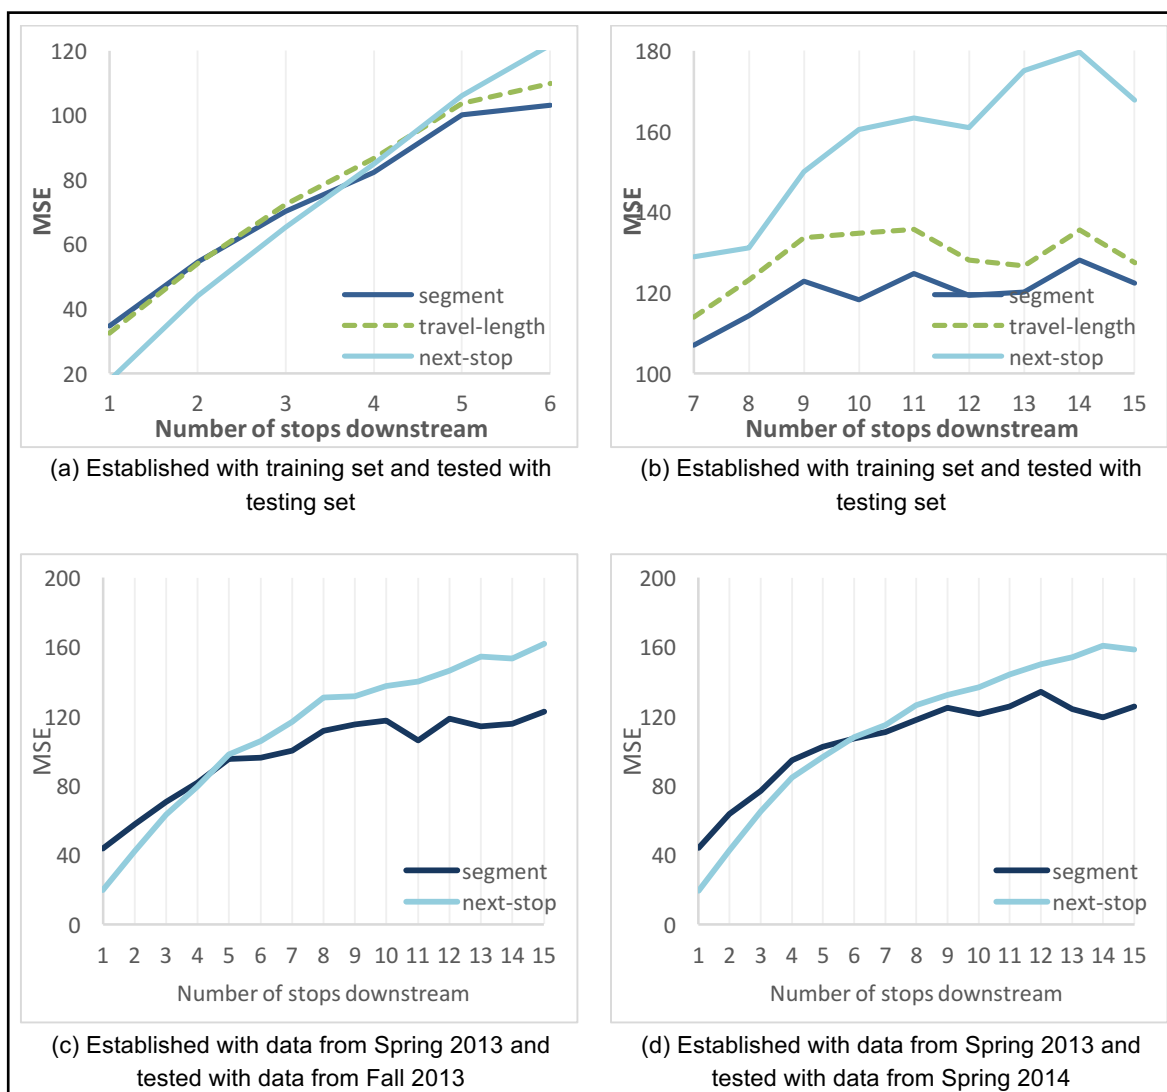 120
100
80
60
40
20
MSE
segment
travel-length
next-stop
1 2 3 4 5 6
Number of stops downstream
(a) Established with training set and tested with
testing set
180
160
140
120
100
MSE
segment
travel-length
next-stop
7 8 9 10 11 12 13 14 15
Number of stops downstream
(b) Established with training set and tested with
testing set
200
160
120
80
40
0
MSE
segment
next-stop
1 2 3 4 5 6 7 8 9 10 11 12 13 14 15
Number of stops downstream
(c) Established with data from Spring 2013 and
tested with data from Fall 2013
200
160
120
80
40
0
MSE
segment
next-stop
1 2 3 4 5 6 7 8 9 10 11 12 13 14 15
Number of stops downstream
(d) Established with data from Spring 2013 and
tested with data from Spring 2014